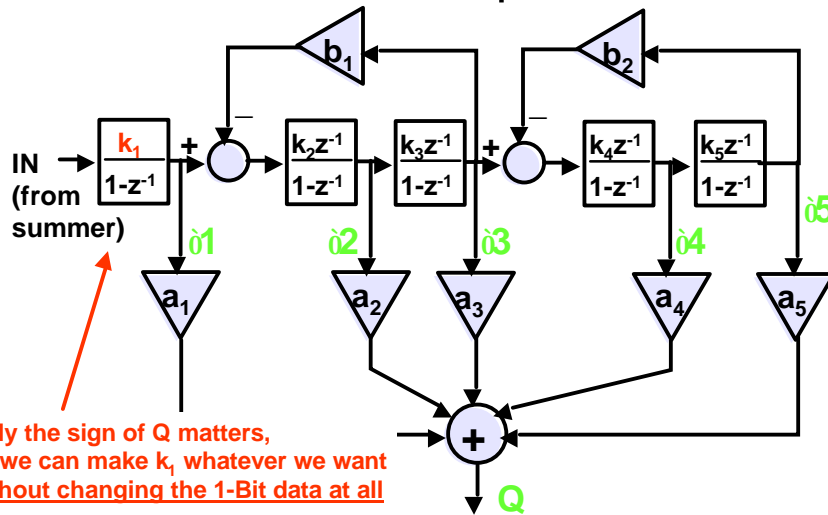 b₁
b₂
k₁
1-z⁻¹
k₂z⁻¹
1-z⁻¹
k₃z⁻¹
1-z⁻¹
k₄z⁻¹
1-z⁻¹
k₅z⁻¹
1-z⁻¹
+
–
+
–
IN
(from
summer)
ò1
ò2
ò3
ò4
ò5
a₁
a₂
a₃
a₄
a₅
+
Q
the sign of Q matters,
we can make k₁ whatever we want
changing the 1-Bit data at all